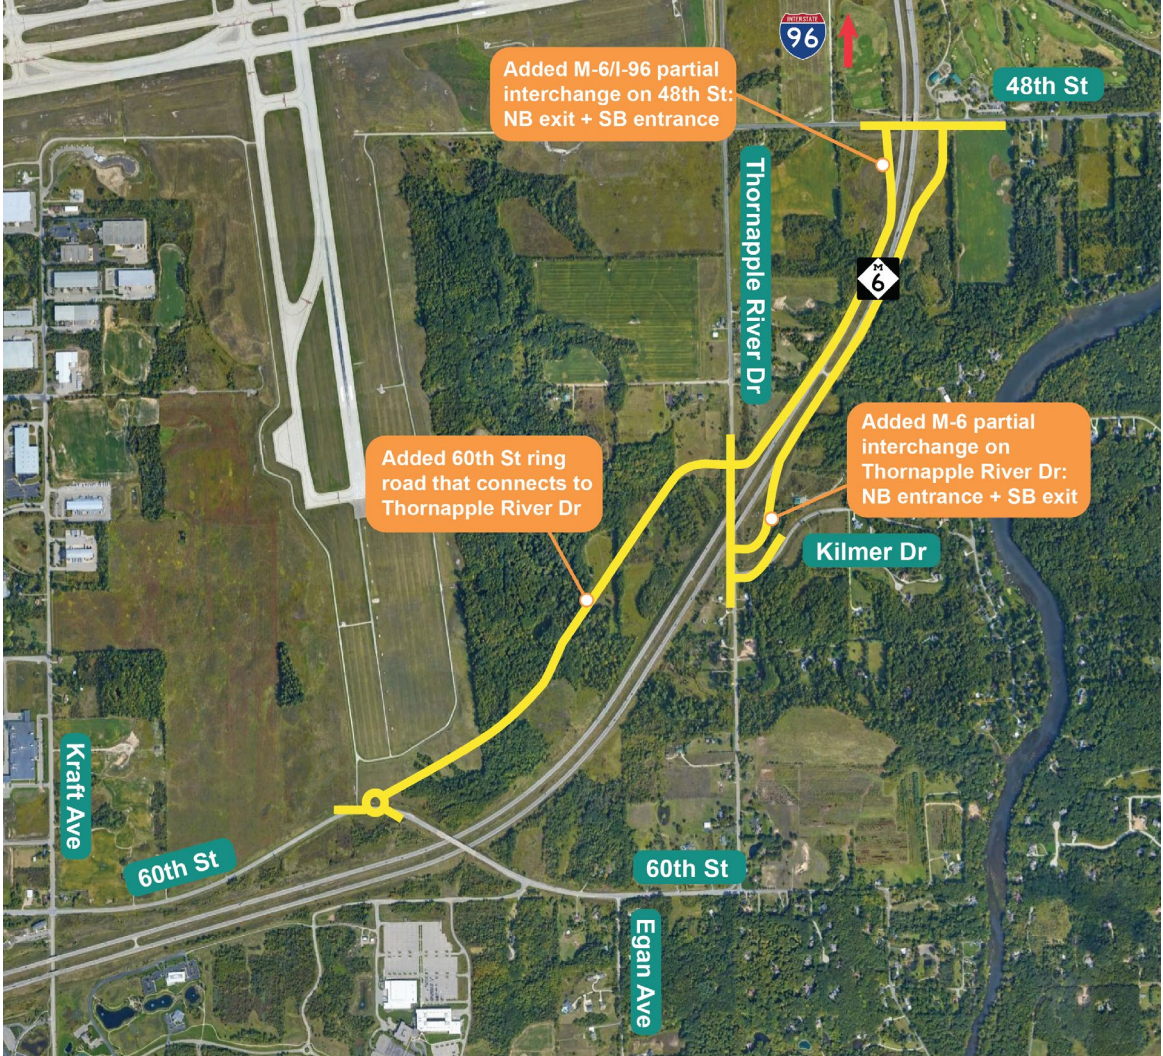 INTERSTATE
96
Added M-6/I-96 partial
interchange on 48th St:
NB exit + SB entrance
48th St
Thornapple River Dr
M
6
Added M-6 partial
interchange on
Thornapple River Dr:
NB entrance + SB exit
Added 60th St ring
road that connects to
Thornapple River Dr
Kilmer Dr
Kraft Ave
60th St
60th St
Egan Ave